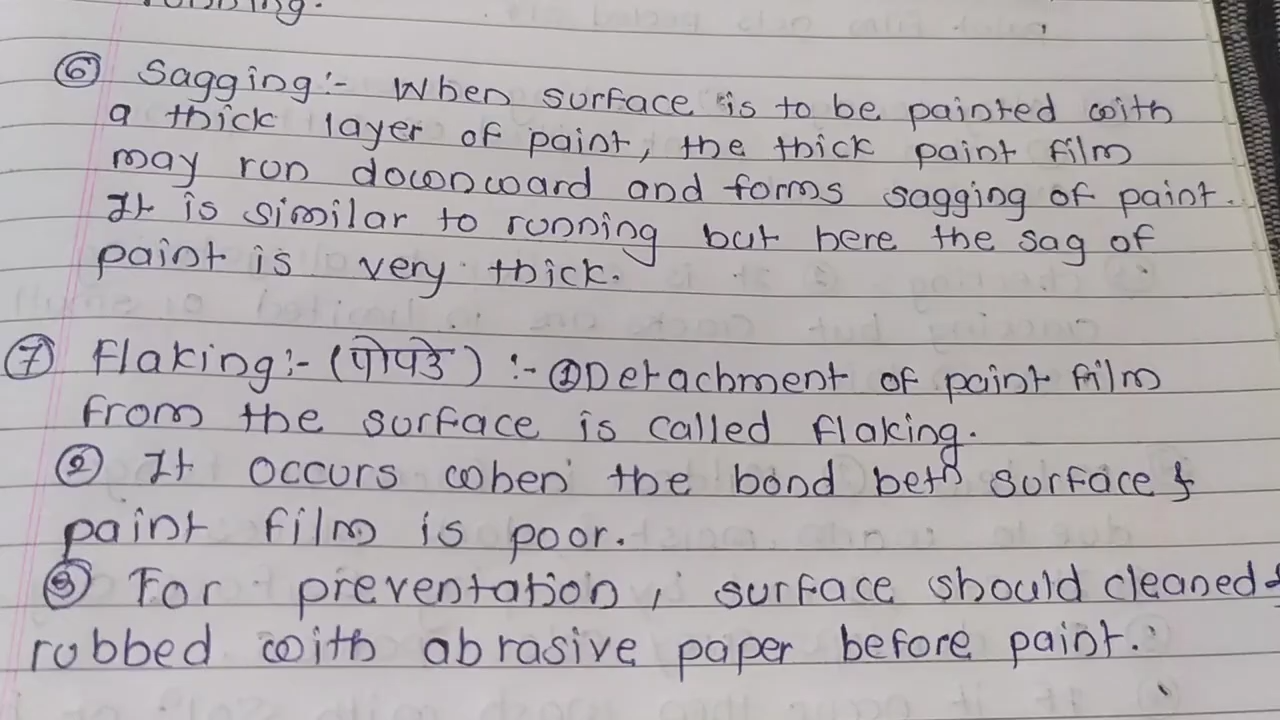 ⑥ Sagging :- When surface is to be painted with
a thick layer of paint, the thick paint film
may run downward and forms sagging of paint.
It is similar to running but here the sag of
paint is very thick.
⑦ Flaking :- (पोपडे) :- ① Detachment of paint film
from the surface is called flaking.
② It occurs when the bond betn surface &
paint film is poor.
③ For preventation, surface should cleaned &
rubbed with abrasive paper before paint.